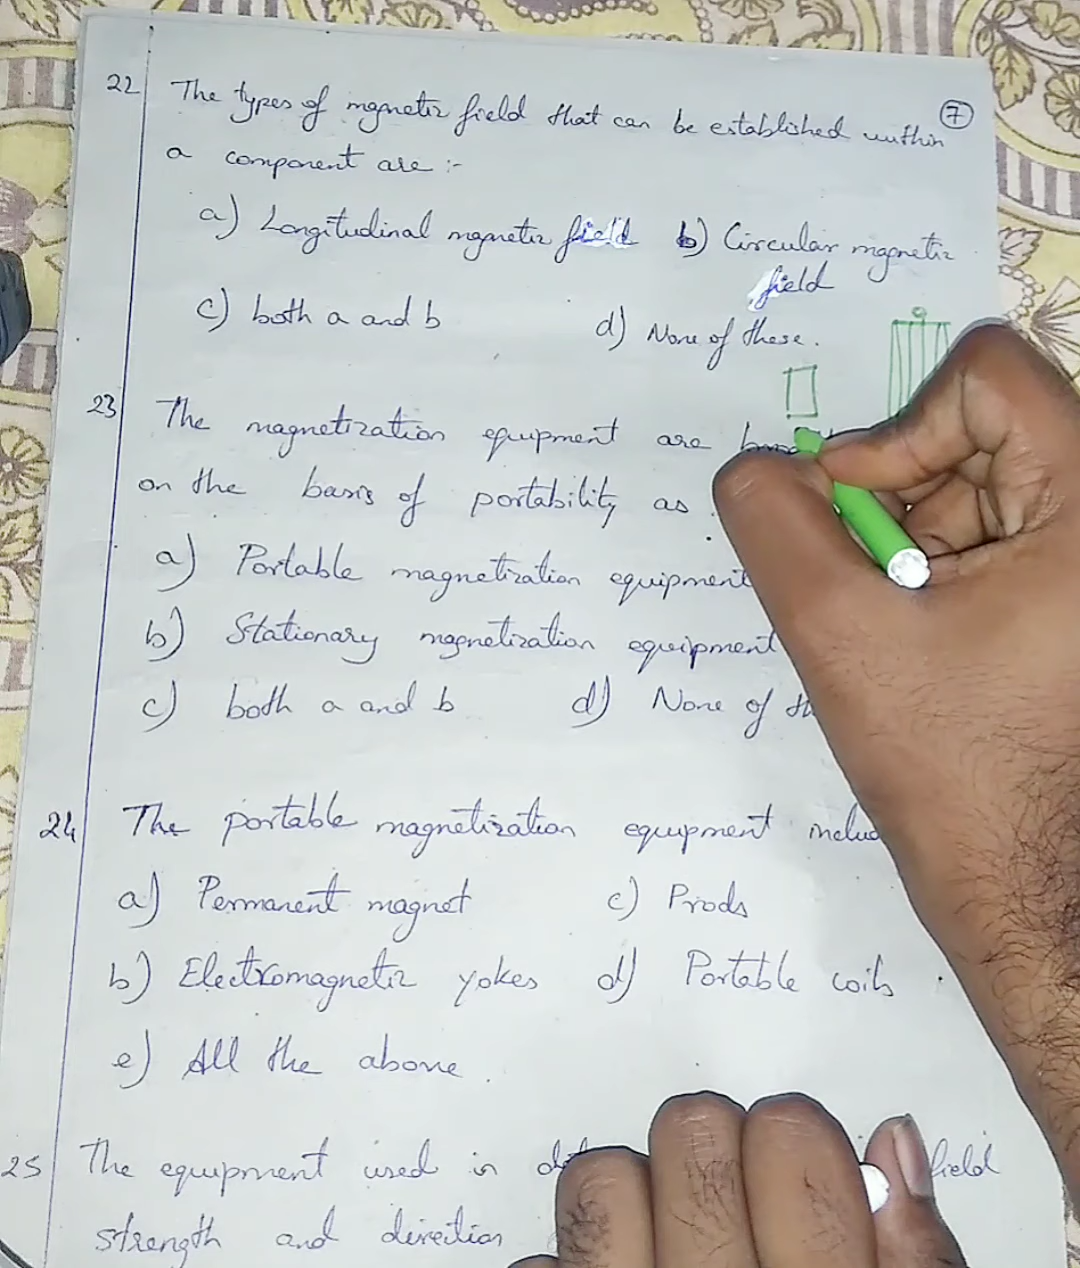 22 The types of magnetic field that can be established within
7
a component are :-
a) Longitudinal magnetic field b) Circular magnetic
field
c) both a and b d) None of these.
23 The magnetization equipment are
on the basis of portability as
a) Portable magnetization equipment
b) Stationary magnetization equipment
c) both a and b d) None of
24 The portable magnetization equipment
a) Permanent magnet c) Prods
b) Electromagnetic yokes d) Portable coils
e) All the above.
25 The equipment used in field
strength and direction